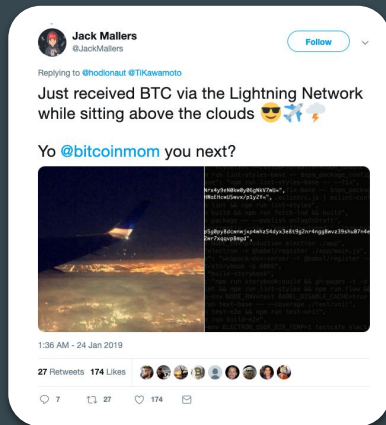 Jack Mallers
@JackMallers
Follow
Replying to @hodlonaut @TiKawamoto
Just received BTC via the Lightning Network
while sitting above the clouds 😎✈️🌩️
Yo @bitcoinmom you next?
1:36 AM - 24 Jan 2019
27 Retweets 174 Likes
7 27 174